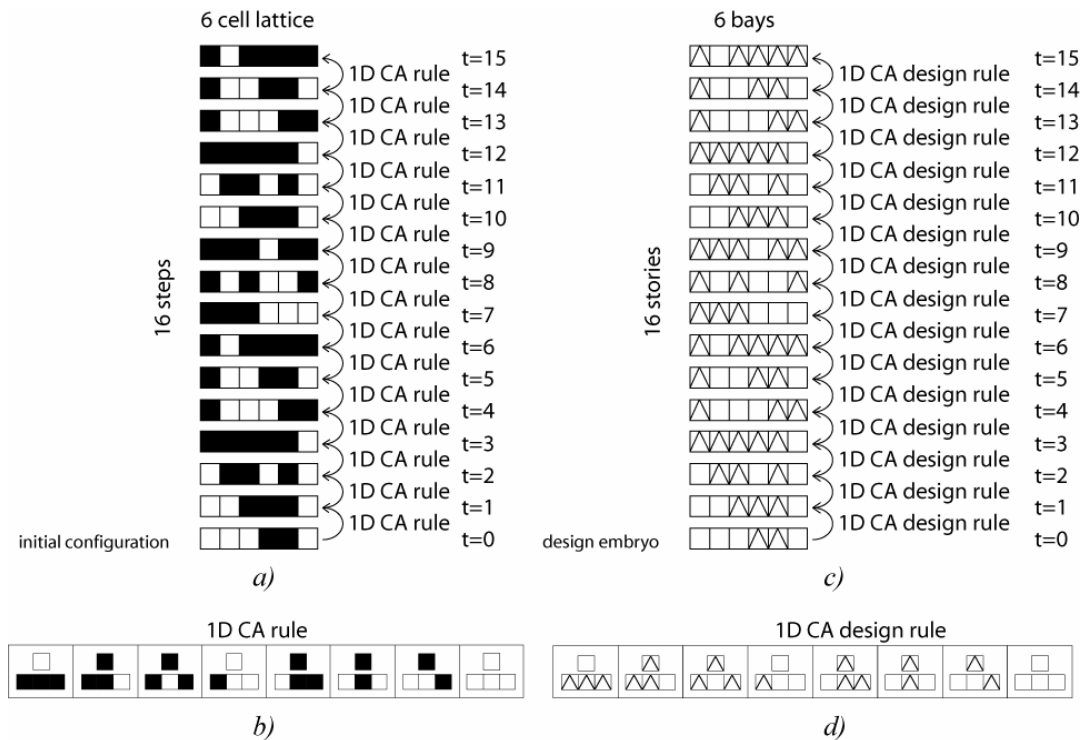 6 cell lattice
16 steps
t=15
1D CA rule
t=14
1D CA rule
t=13
1D CA rule
t=12
1D CA rule
t=11
1D CA rule
t=10
1D CA rule
t=9
1D CA rule
t=8
1D CA rule
t=7
1D CA rule
t=6
1D CA rule
t=5
1D CA rule
t=4
1D CA rule
t=3
1D CA rule
t=2
1D CA rule
t=1
1D CA rule
initial configuration t=0
a)
6 bays
16 stories
t=15
1D CA design rule
t=14
1D CA design rule
t=13
1D CA design rule
t=12
1D CA design rule
t=11
1D CA design rule
t=10
1D CA design rule
t=9
1D CA design rule
t=8
1D CA design rule
t=7
1D CA design rule
t=6
1D CA design rule
t=5
1D CA design rule
t=4
1D CA design rule
t=3
1D CA design rule
t=2
1D CA design rule
t=1
1D CA design rule
design embryo t=0
c)
1D CA rule
b)
1D CA design rule
d)